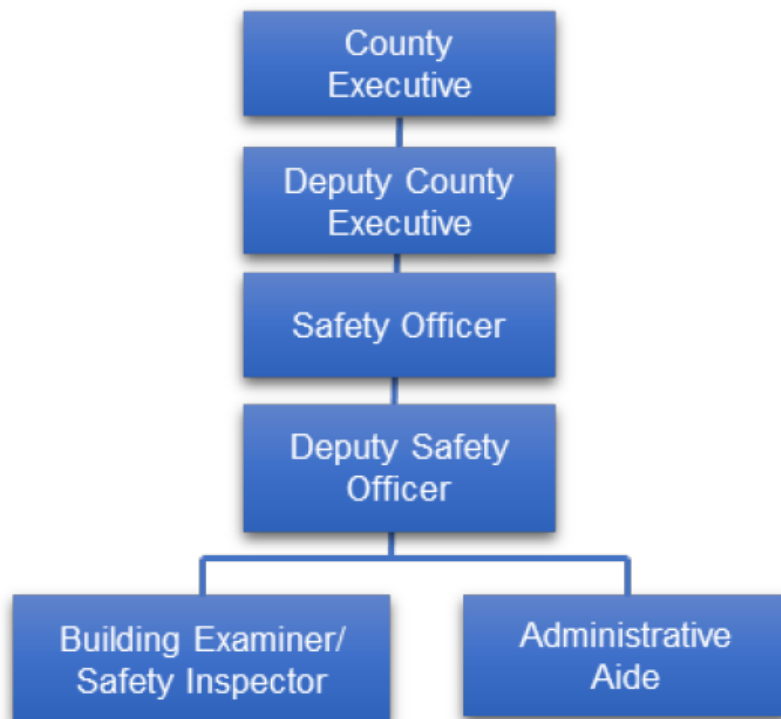 County
Executive
Deputy County
Executive
Safety Officer
Deputy Safety
Officer
Building Examiner/
Safety Inspector
Administrative
Aide